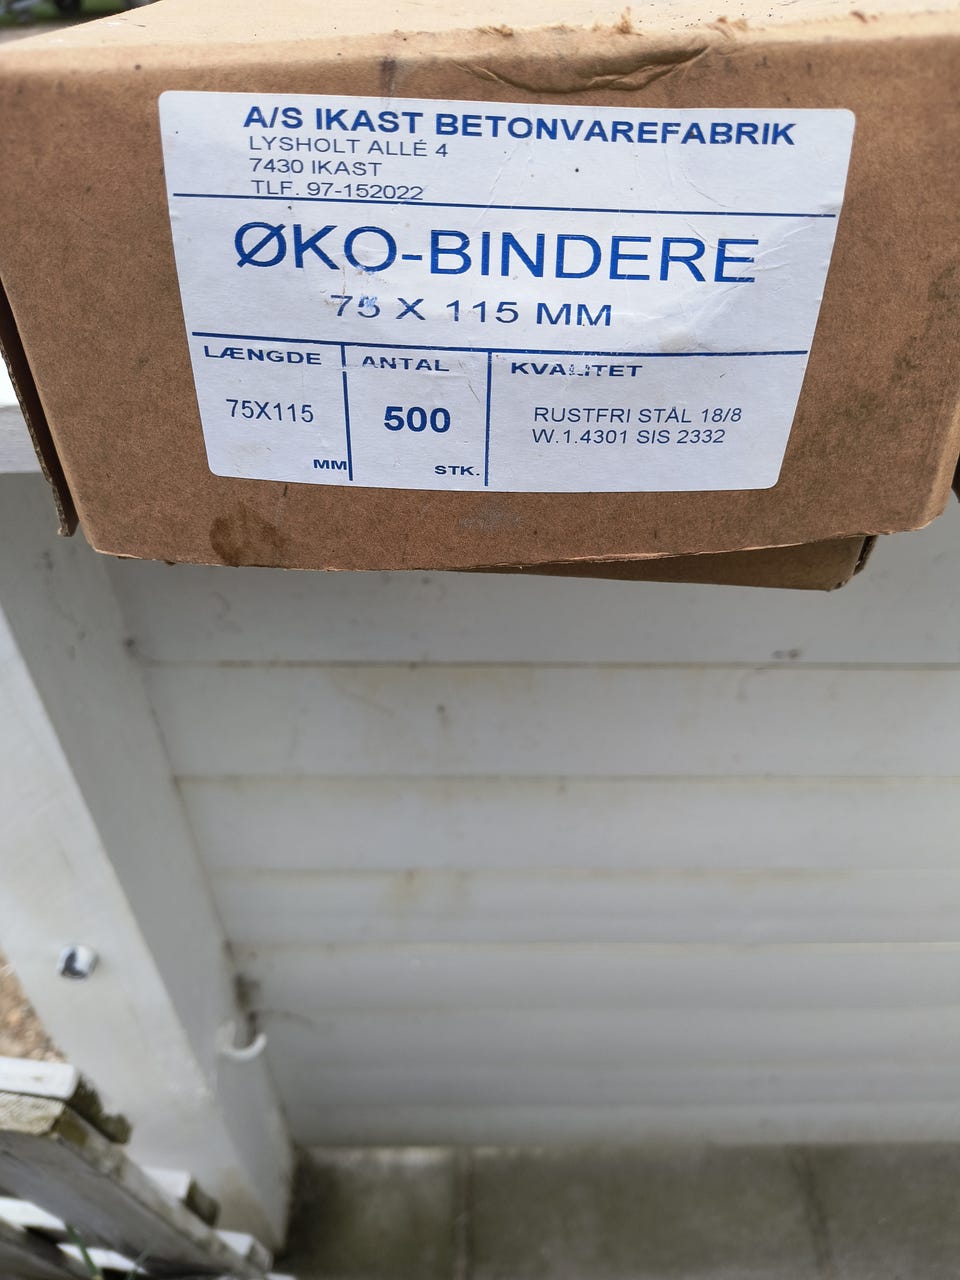 A/S IKAST BETONVAREFABRIK
LYSHOLT ALLÉ 4
7430 IKAST
TLF. 97-152022
ØKO-BINDERE
75 X 115 MM
LÆNGDE
75X115
MM
ANTAL
500
STK.
KVALITET
RUSTFRI STÅL 18/8
W.1.4301 SIS 2332